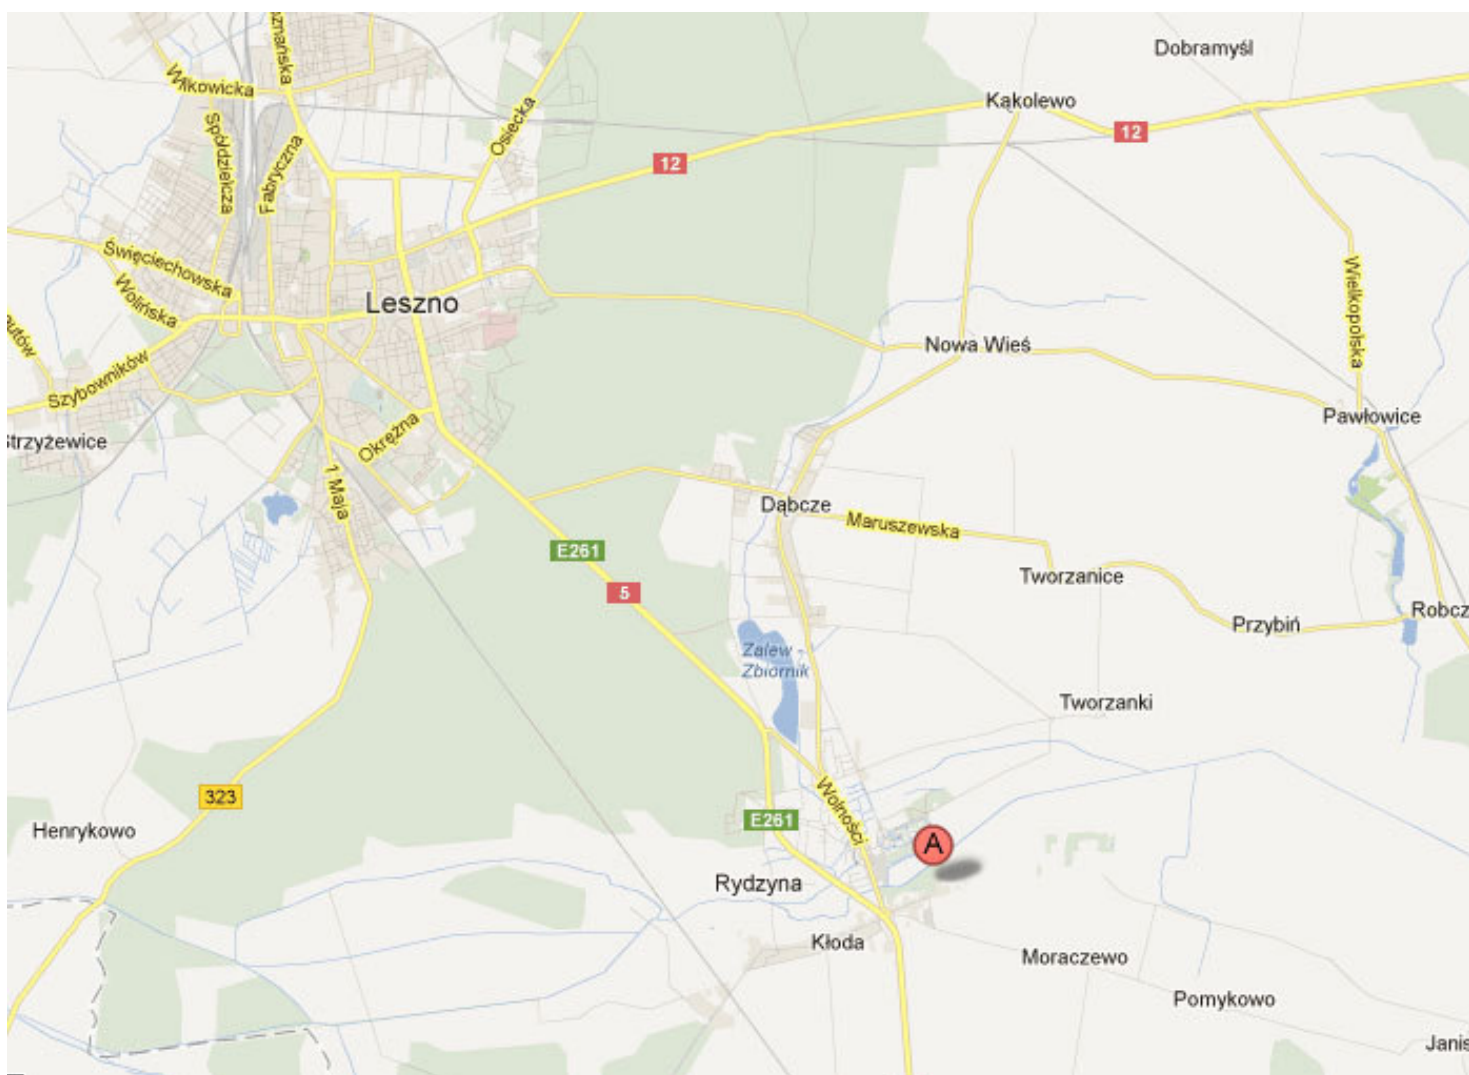 Dobramyśl
Wilkowicka
Kąkolewo
12
Osiecka
12
Spółdzielcza
Fabryczna
Święciechowska
Wolińska
Leszno
Wielkopolska
Nowa Wieś
Szybowników
Pawłowice
Okrężna
1 Maja
Dąbcze
Maruszewska
E261
5
Tworzanice
Przybiń
Zalew -
Zbiornik
Tworzanki
323
Wolności
E261
Henrykowo
A
Rydzyna
Kłoda
Moraczewo
Pomykowo